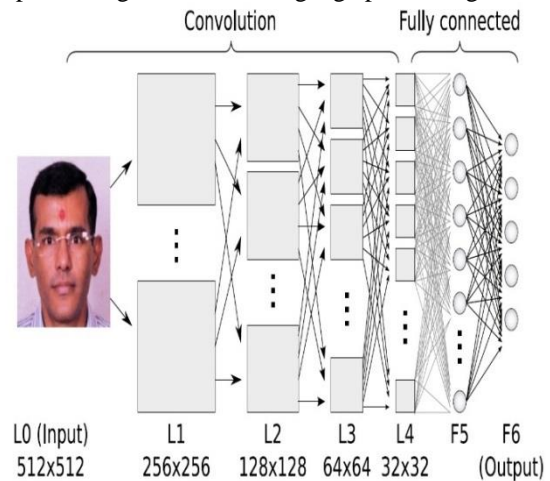 Convolution Fully connected
L0 (Input) L1 L2 L3 L4 F5 F6
512x512 256x256 128x128 64x64 32x32 (Output)